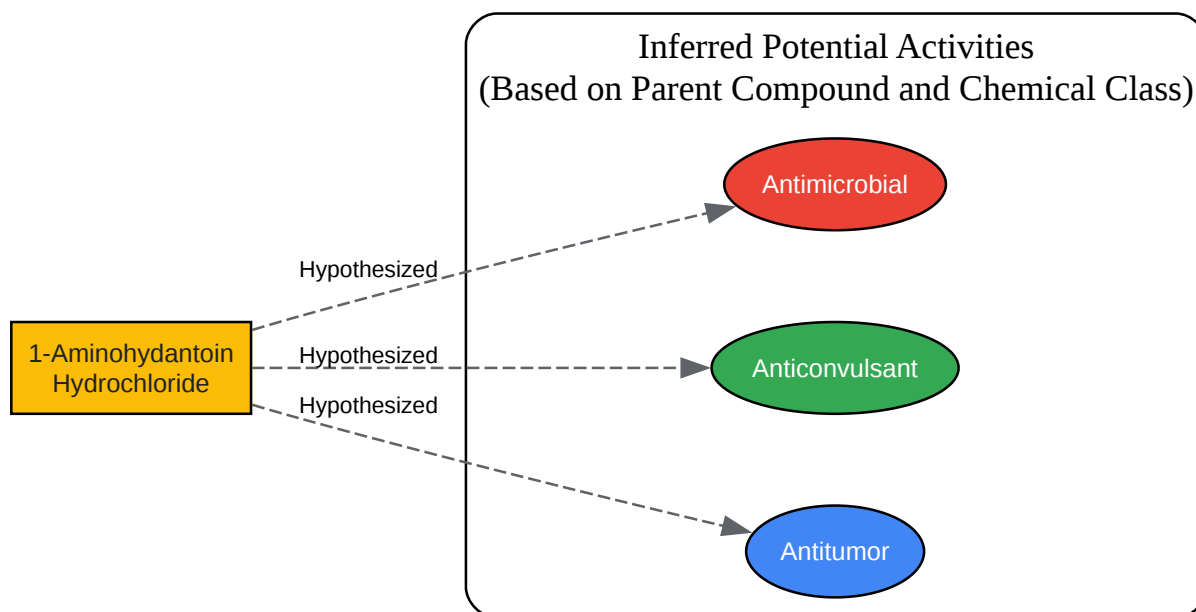 Inferred Potential Activities
(Based on Parent Compound and Chemical Class)
Antimicrobial
Hypothesized
1-Aminohydantoin
Hydrochloride
Hypothesized
Anticonvulsant
Hypothesized
Antitumor